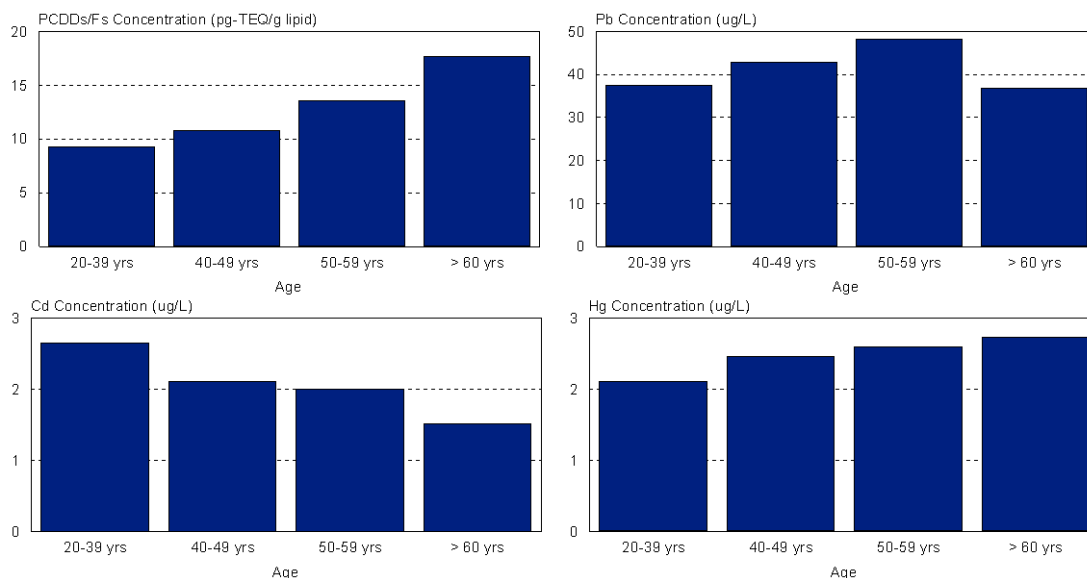 PCDDs/Fs Concentration (pg-TEQ/g lipid)
20
15
10
5
0
20-39 yrs 40-49 yrs 50-59 yrs > 60 yrs
Age
Pb Concentration (ug/L)
50
40
30
20
10
0
20-39 yrs 40-49 yrs 50-59 yrs > 60 yrs
Age
Cd Concentration (ug/L)
3
2
1
0
20-39 yrs 40-49 yrs 50-59 yrs > 60 yrs
Age
Hg Concentration (ug/L)
3
2
1
0
20-39 yrs 40-49 yrs 50-59 yrs > 60 yrs
Age